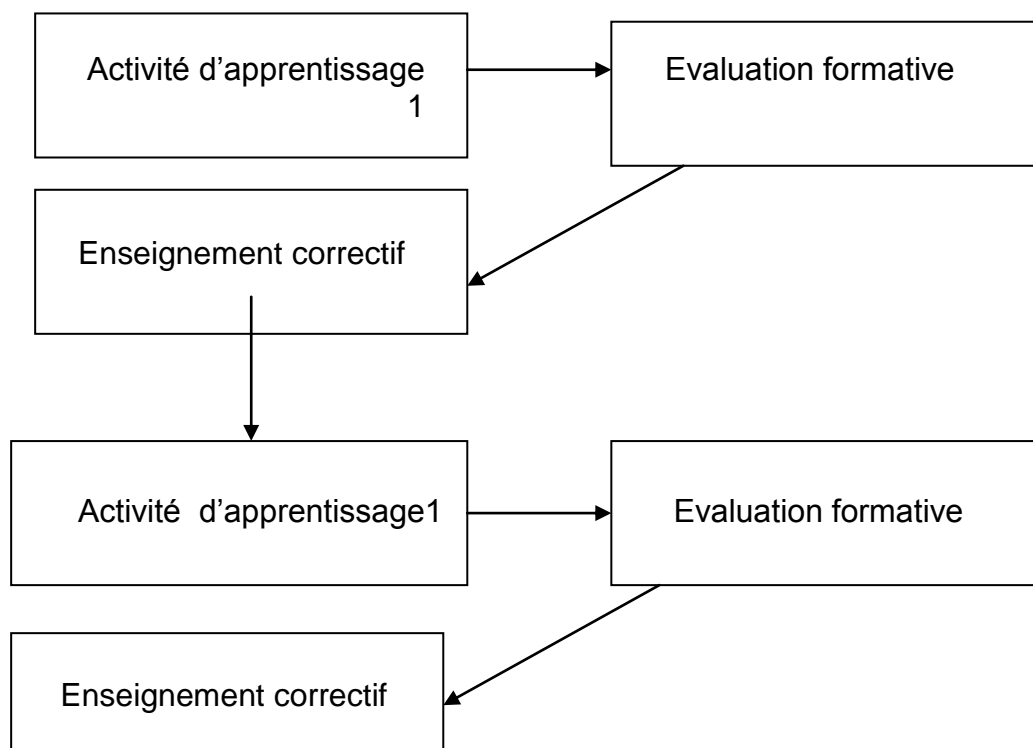 Activité d’apprentissage
1
Evaluation formative
Enseignement correctif
Activité  d’apprentissage1
Evaluation formative
Enseignement correctif